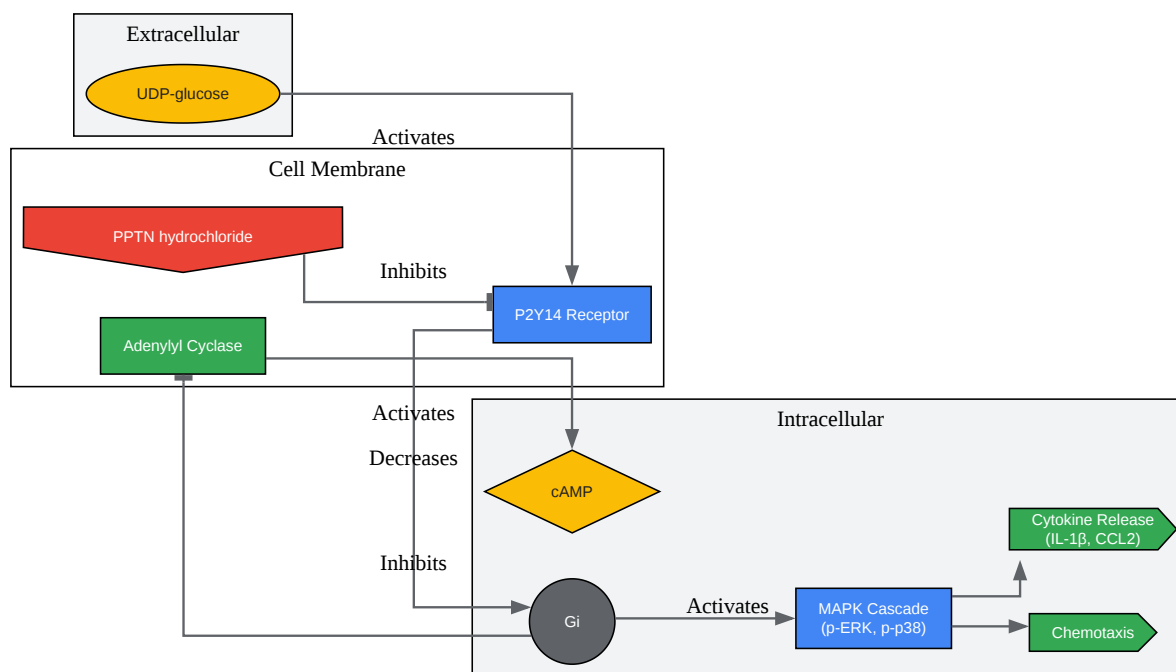 Extracellular
UDP-glucose
Activates
Cell Membrane
PPTN hydrochloride
Inhibits
P2Y14 Receptor
Adenylyl Cyclase
Activates
Intracellular
Decreases
cAMP
Cytokine Release
(IL-1β, CCL2)
Inhibits
Activates
MAPK Cascade
(p-ERK, p-p38)
Gi
Chemotaxis